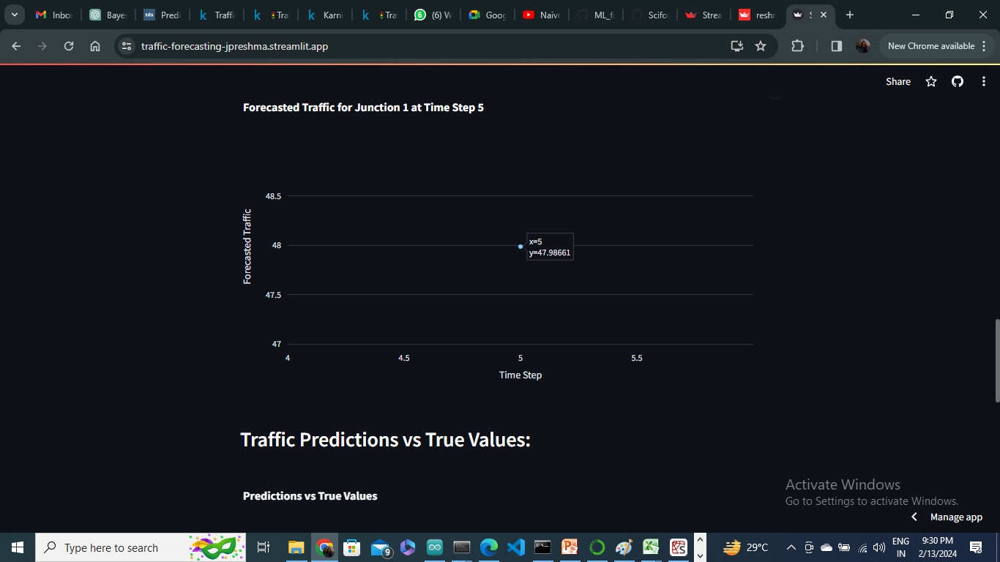 Inbo
Baye
tds
Predi
k
Traffi
k
Tra
k
Karni
k
Tra
6
(6) W
Goog
Naive
ML_f
Scifo
Strea
reshr
traffic-forecasting-jpreshma.streamlit.app
New Chrome available
Share
Forecasted Traffic for Junction 1 at Time Step 5
48.5
48
47.5
47
Forecasted Traffic
x=5
y=47.98661
4
4.5
5
5.5
Time Step
Traffic Predictions vs True Values:
Predictions vs True Values
Activate Windows
Go to Settings to activate Windows.
Manage app
Type here to search
9
29°C
ENG
IN
9:30 PM
2/13/2024